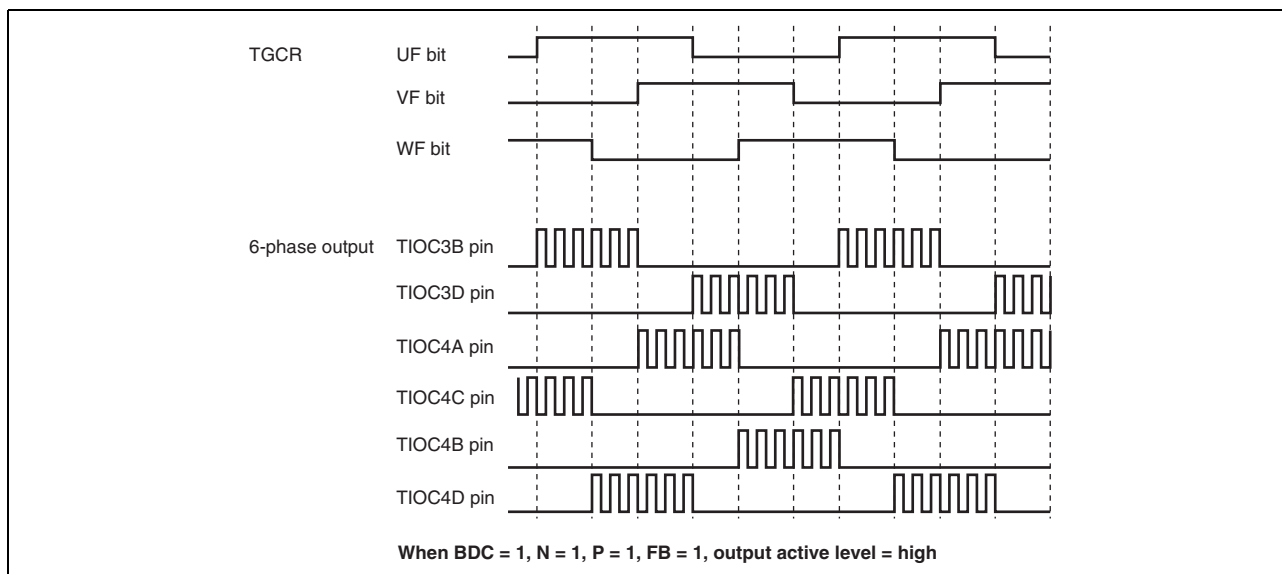 TGCR UF bit
VF bit
WF bit
6-phase output TIOC3B pin
TIOC3D pin
TIOC4A pin
TIOC4C pin
TIOC4B pin
TIOC4D pin
When BDC = 1, N = 1, P = 1, FB = 1, output active level = high